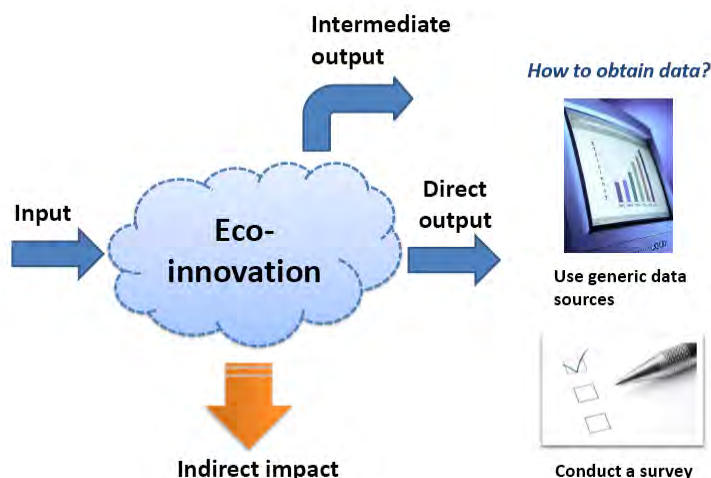 Intermediate
output
How to obtain data?
Input
Eco-
innovation
Direct
output
Use generic data
sources
Indirect impact
Conduct a survey